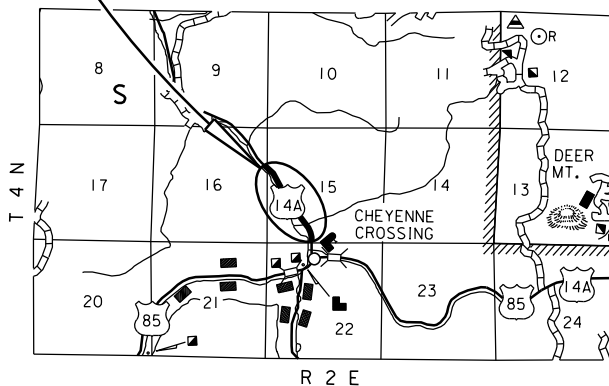 8 9 10 11 12
R
S
T 4 N
17 16 15 14 13
DEER
MT.
14A
CHEYENNE
CROSSING
20 21 22 23 24
85
85
14A
R 2 E